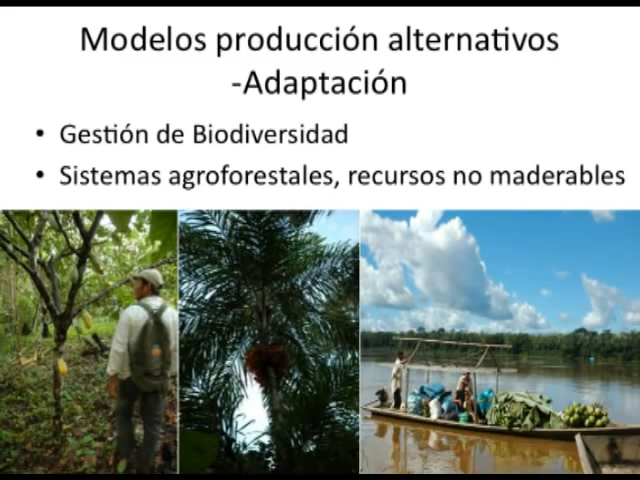 Modelos producción alternativos
-Adaptación
• Gestión de Biodiversidad
• Sistemas agroforestales, recursos no maderables